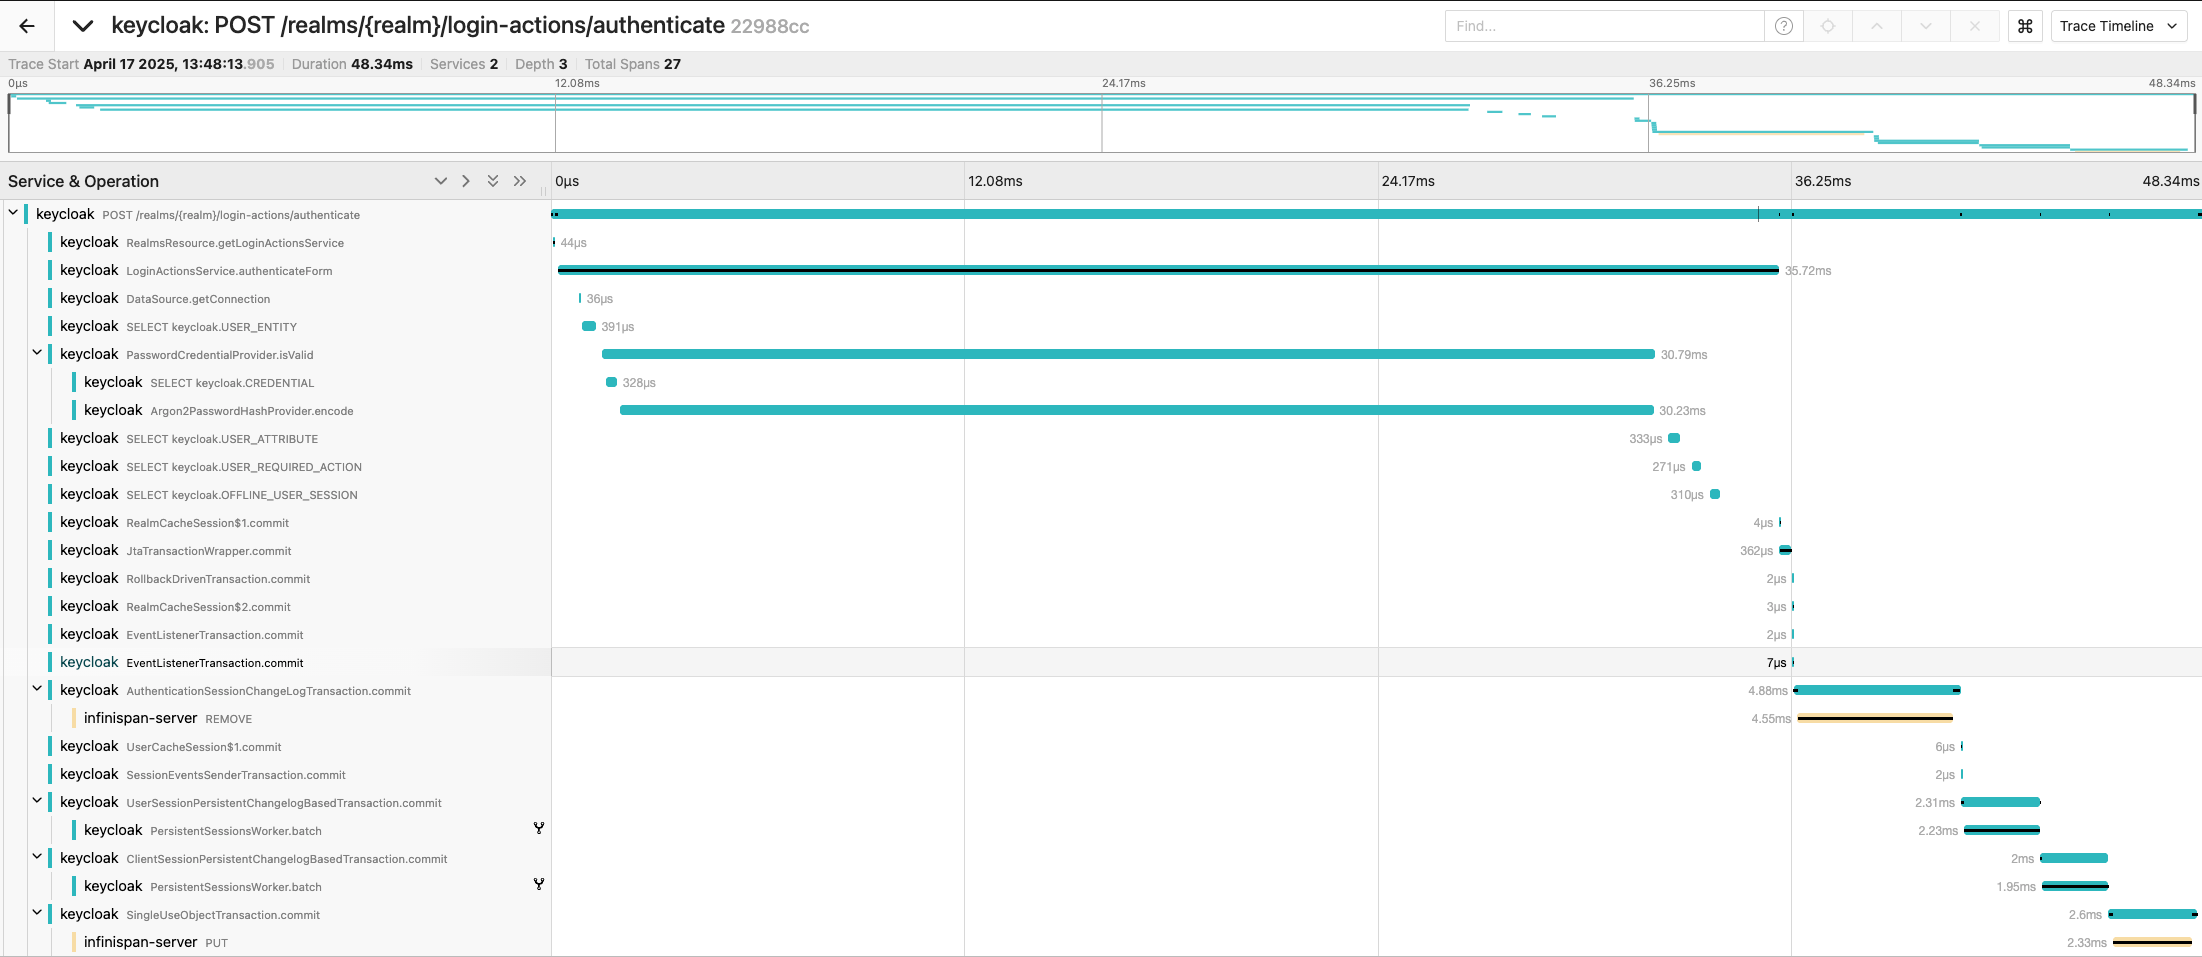 keycloak: POST /realms/{realm}/login-actions/authenticate 22988cc Find... Trace Timeline
Trace Start April 17 2025, 13:48:13.905 Duration 48.34ms Services 2 Depth 3 Total Spans 27
0μs 12.08ms 24.17ms 36.25ms 48.34ms
Service & Operation 0μs 12.08ms 24.17ms 36.25ms 48.34ms
keycloak POST /realms/{realm}/login-actions/authenticate
keycloak RealmsResource.getLoginActionsService 44μs
keycloak LoginActionsService.authenticateForm 35.72ms
keycloak DataSource.getConnection 36μs
keycloak SELECT keycloak.USER_ENTITY 391μs
keycloak PasswordCredentialProvider.isValid 30.79ms
keycloak SELECT keycloak.CREDENTIAL 328μs
keycloak Argon2PasswordHashProvider.encode 30.23ms
keycloak SELECT keycloak.USER_ATTRIBUTE 333μs
keycloak SELECT keycloak.USER_REQUIRED_ACTION 271μs
keycloak SELECT keycloak.OFFLINE_USER_SESSION 310μs
keycloak RealmCacheSession$1.commit 4μs
keycloak JtaTransactionWrapper.commit 362μs
keycloak RollbackDrivenTransaction.commit 2μs
keycloak RealmCacheSession$2.commit 3μs
keycloak EventListenerTransaction.commit 2μs
keycloak EventListenerTransaction.commit 7μs
keycloak AuthenticationSessionChangeLogTransaction.commit 4.88ms
infinispan-server REMOVE 4.55ms
keycloak UserCacheSession$1.commit 6μs
keycloak SessionEventsSenderTransaction.commit 2μs
keycloak UserSessionPersistentChangelogBasedTransaction.commit 2.31ms
keycloak PersistentSessionsWorker.batch 2.23ms
keycloak ClientSessionPersistentChangelogBasedTransaction.commit 2ms
keycloak PersistentSessionsWorker.batch 1.95ms
keycloak SingleUseObjectTransaction.commit 2.6ms
infinispan-server PUT 2.33ms